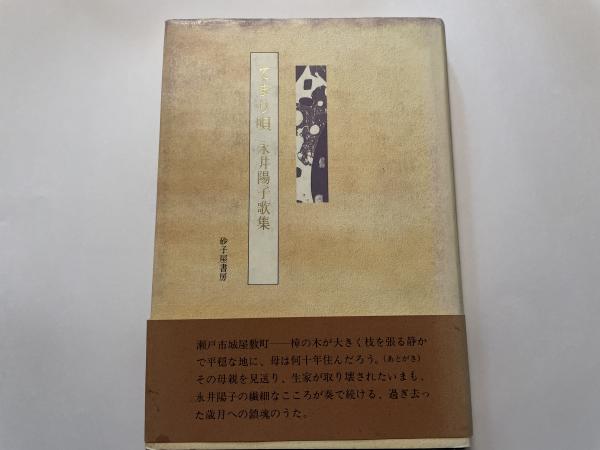 てまり唄 永井陽子歌集
砂子屋書房
瀬戸市城屋敷町──樟の木が大きく枝を張る静か
で平穏な地に、母は何十年住んだろう。(あとがき)
その母親を見送り、生家が取り壊されたいまも、
永井陽子の繊細なこころが奏で続ける、過ぎ去っ
た歳月への鎮魂のうた。